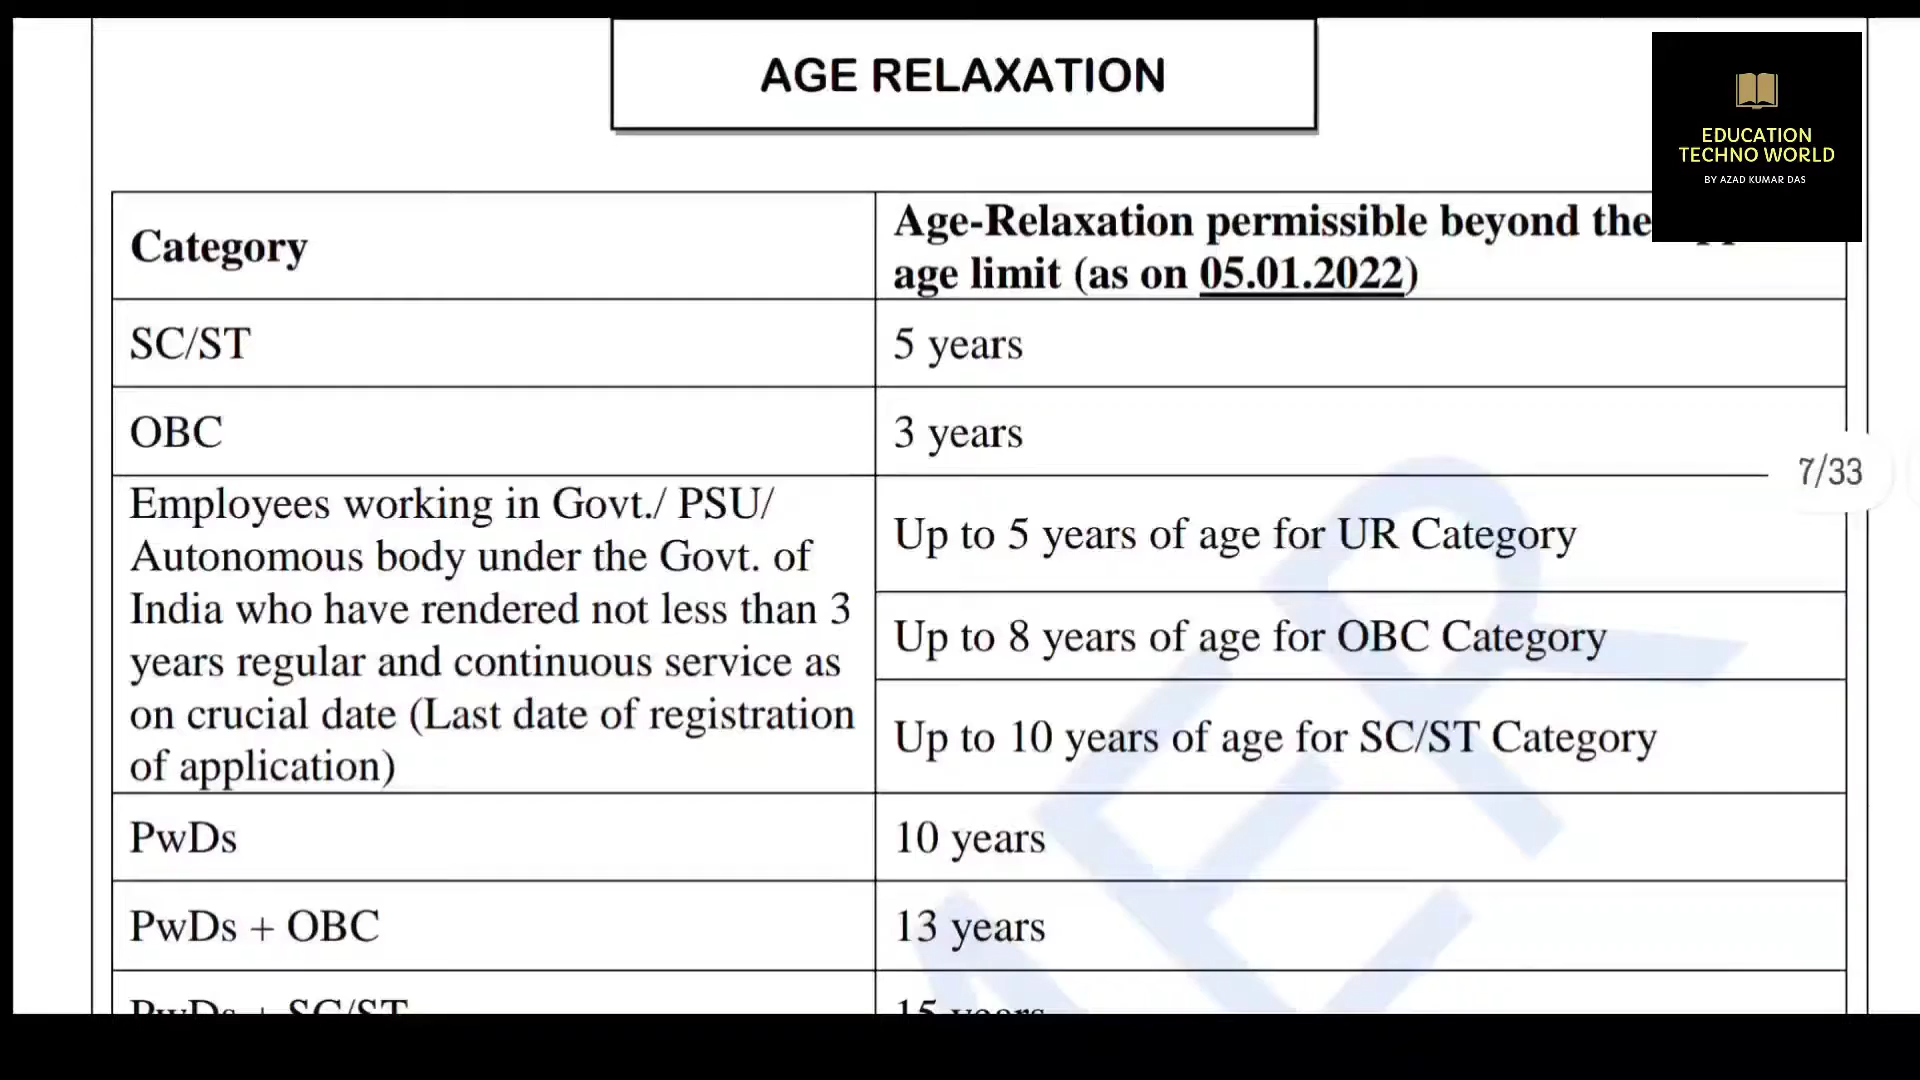 AGE RELAXATION
EDUCATION
TECHNO WORLD
BY AZAD KUMAR DAS
Category
Age-Relaxation permissible beyond the
age limit (as on 05.01.2022)
SC/ST
5 years
OBC
3 years
7/33
Employees working in Govt./ PSU/
Autonomous body under the Govt. of
India who have rendered not less than 3
years regular and continuous service as
on crucial date (Last date of registration
of application)
Up to 5 years of age for UR Category
Up to 8 years of age for OBC Category
Up to 10 years of age for SC/ST Category
PwDs
10 years
PwDs + OBC
13 years
PwDs + SC/ST
15 years